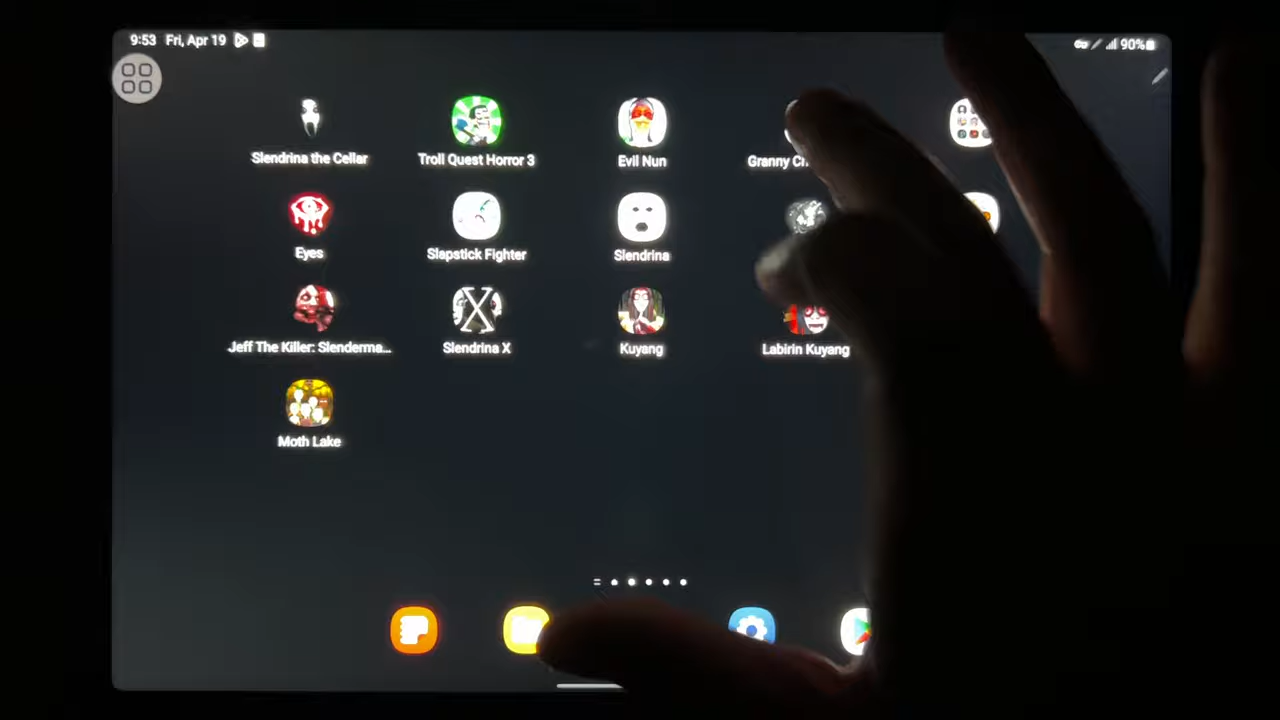 9:53 Fri, Apr 19
90%
Slendrina the Cellar
Troll Quest Horror 3
Evil Nun
Granny
Eyes
Slapstick Fighter
Slendrina
Jeff The Killer: Slenderma...
Slendrina X
Kuyang
Labirin Kuyang
Moth Lake